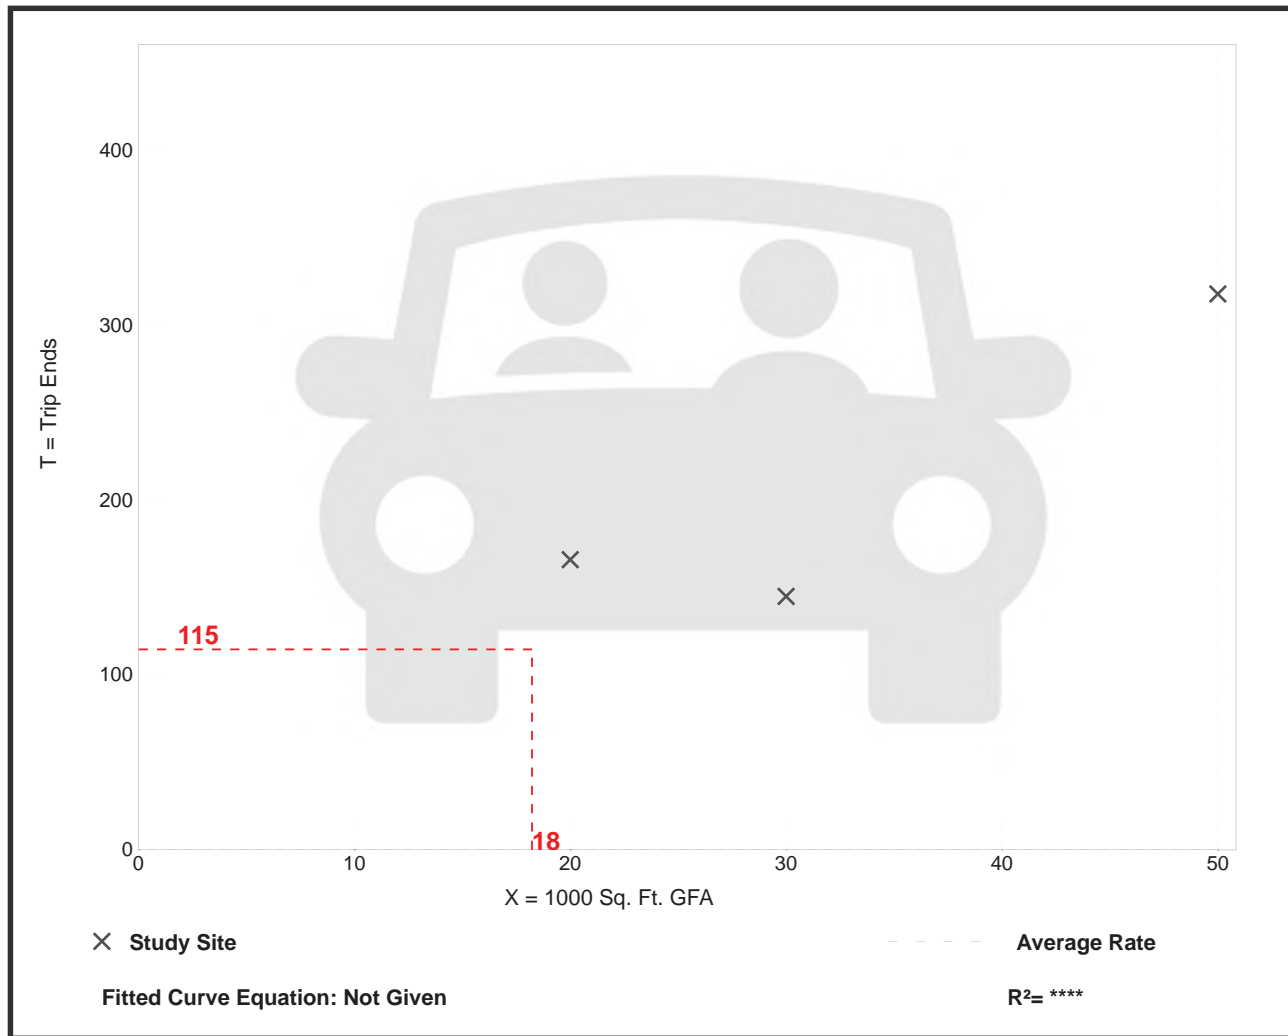 T = Trip Ends
400
300
200
115
100
18
0
0 10 20 30 40 50
X = 1000 Sq. Ft. GFA
Study Site Average Rate
Fitted Curve Equation: Not Given R²= ****